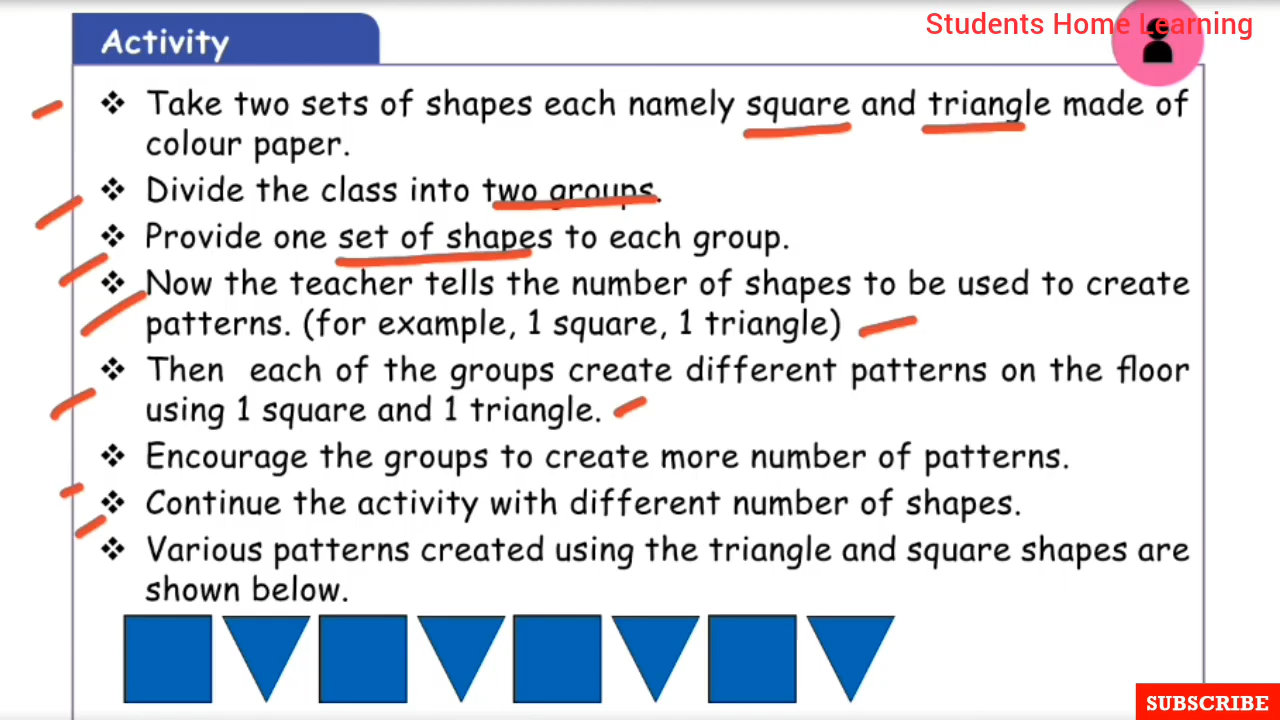 Students Home Learning
Activity
❖ Take two sets of shapes each namely square and triangle made of
colour paper.
❖ Divide the class into two groups.
❖ Provide one set of shapes to each group.
❖ Now the teacher tells the number of shapes to be used to create
patterns. (for example, 1 square, 1 triangle)
❖ Then each of the groups create different patterns on the floor
using 1 square and 1 triangle.
❖ Encourage the groups to create more number of patterns.
❖ Continue the activity with different number of shapes.
❖ Various patterns created using the triangle and square shapes are
shown below.
SUBSCRIBE